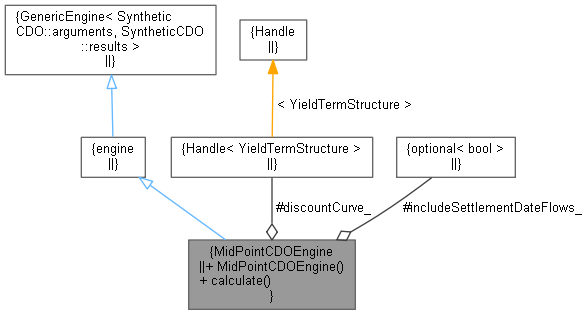 {GenericEngine< Synthetic
CDO::arguments, SyntheticCDO
::results >
||}
{Handle
||}
< YieldTermStructure >
{engine
||}
{Handle< YieldTermStructure >
||}
{optional< bool >
||}
#discountCurve_
#includeSettlementDateFlows_
{MidPointCDOEngine
||+ MidPointCDOEngine()
+ calculate()
}